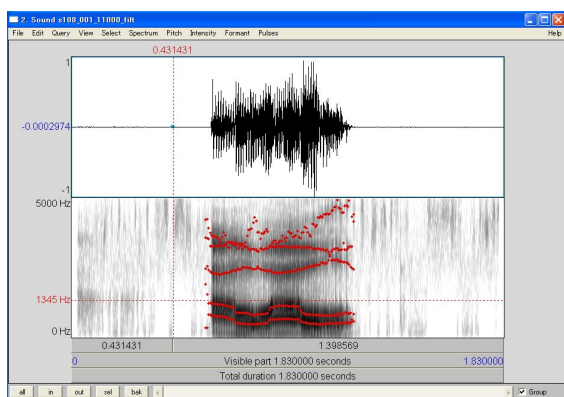 2. Sound s108_001_11000_filt
File Edit Query View Select Spectrum Pitch Intensity Formant Pulses Help
0.431431
1
-0.0002974
-1
5000 Hz
1345 Hz
0 Hz
0.431431 1.398569
0 Visible part 1.830000 seconds 1.830000
Total duration 1.830000 seconds
all in out sel bak Group